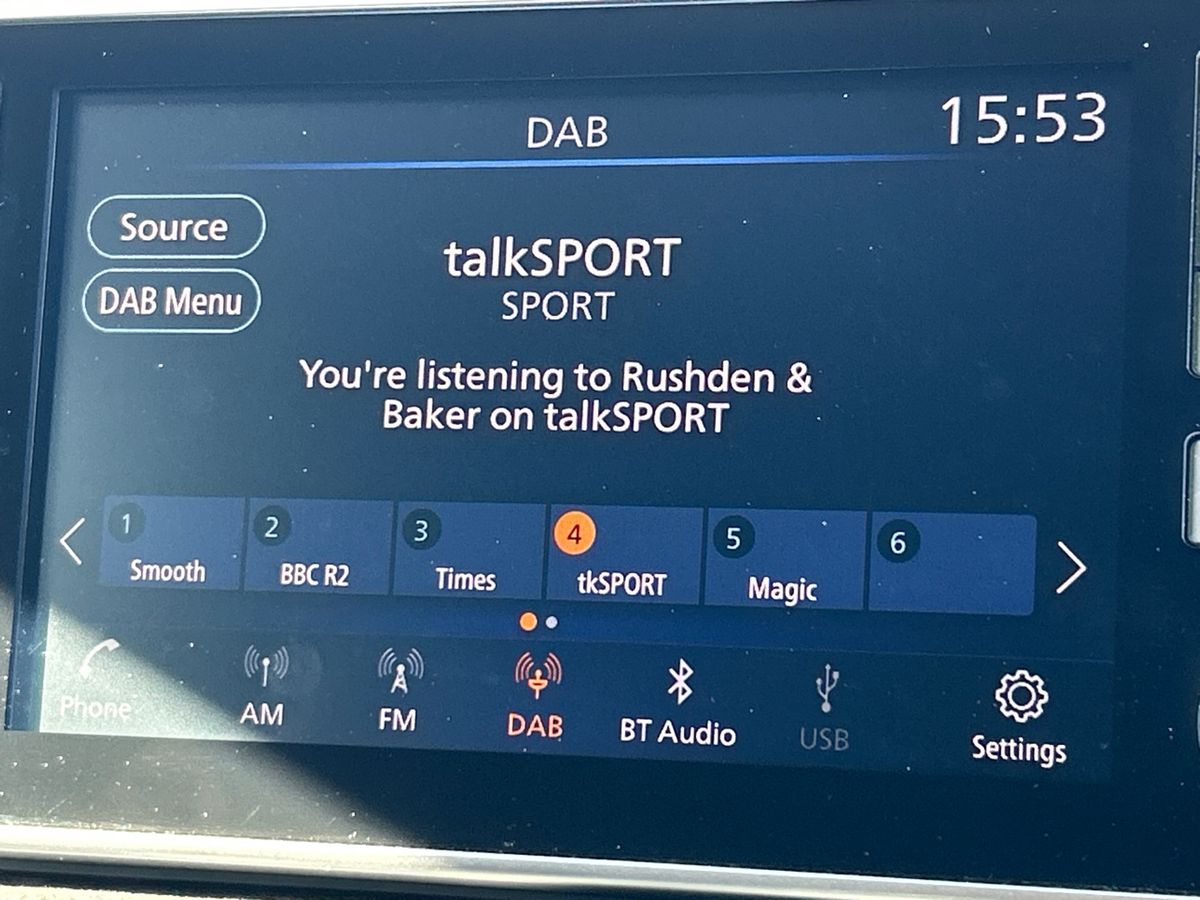 DAB
15:53
Source
DAB Menu
talkSPORT
SPORT
You're listening to Rushden &
Baker on talkSPORT
1 2 3 4 5 6
Smooth BBC R2 Times tkSPORT Magic
Phone AM FM DAB BT Audio USB Settings